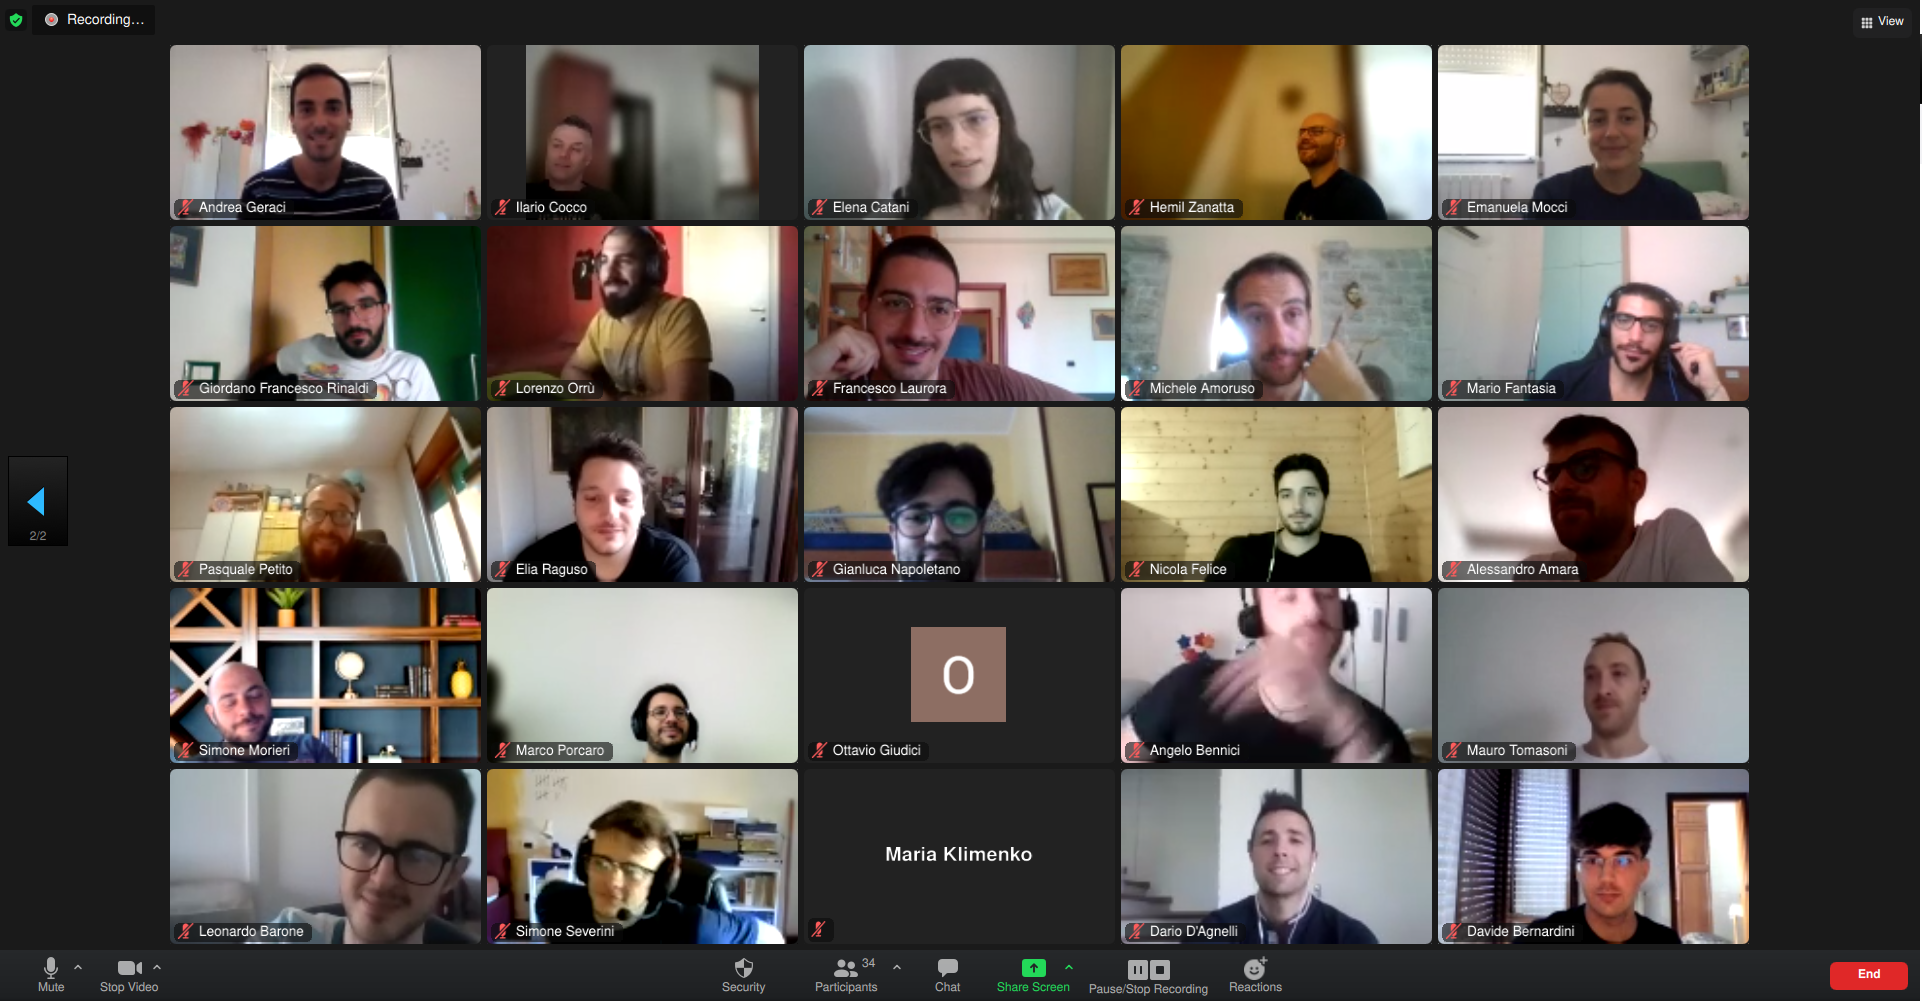 Recording...
View
Andrea Geraci
Ilario Cocco
Elena Catani
Hemil Zanatta
Emanuela Mocci
Giordano Francesco Rinaldi
Lorenzo Orrù
Francesco Laurora
Michele Amoruso
Mario Fantasia
2/2
Pasquale Petito
Elia Raguso
Gianluca Napoletano
Nicola Felice
Alessandro Amara
Simone Morieri
Marco Porcaro
O
Ottavio Giudici
Angelo Bennici
Mauro Tomasoni
Leonardo Barone
Simone Severini
Maria Klimenko
Dario D'Agnelli
Davide Bernardini
Mute
Stop Video
Security
34
Participants
Chat
Share Screen
Pause/Stop Recording
Reactions
End